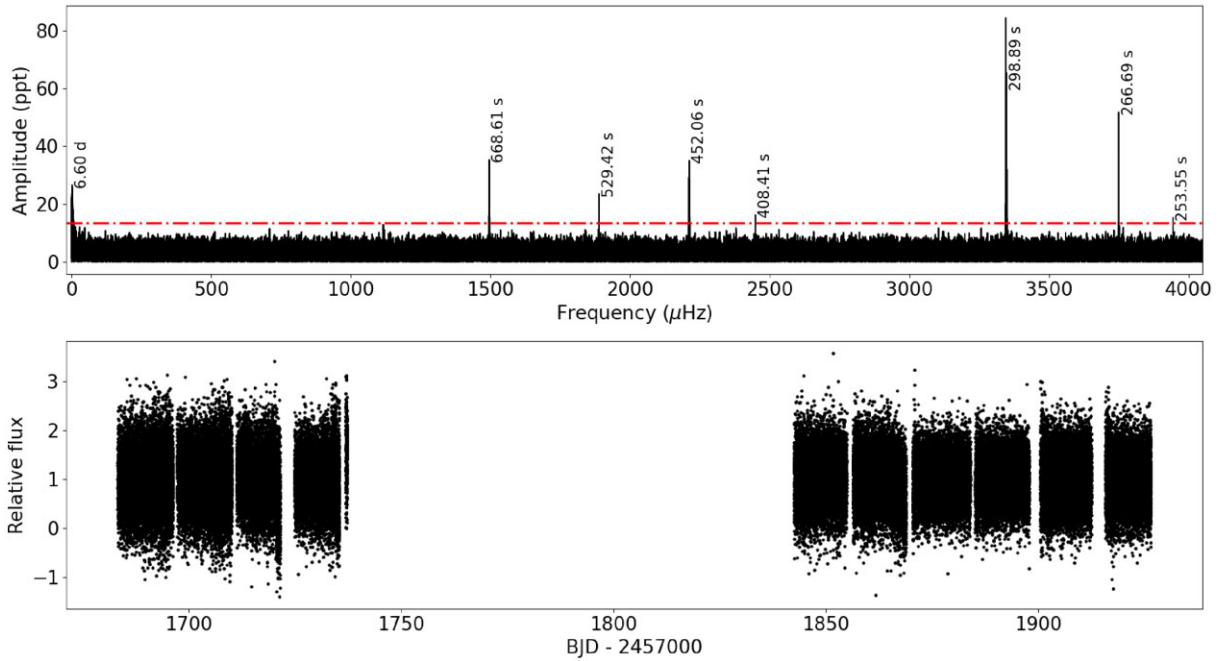 Amplitude (ppt)
80
60
40
20
0
6.60 d
668.61 s
529.42 s
452.06 s
408.41 s
298.89 s
266.69 s
253.55 s
0 500 1000 1500 2000 2500 3000 3500 4000
Frequency (μHz)
Relative flux
3
2
1
0
−1
1700 1750 1800 1850 1900
BJD - 2457000